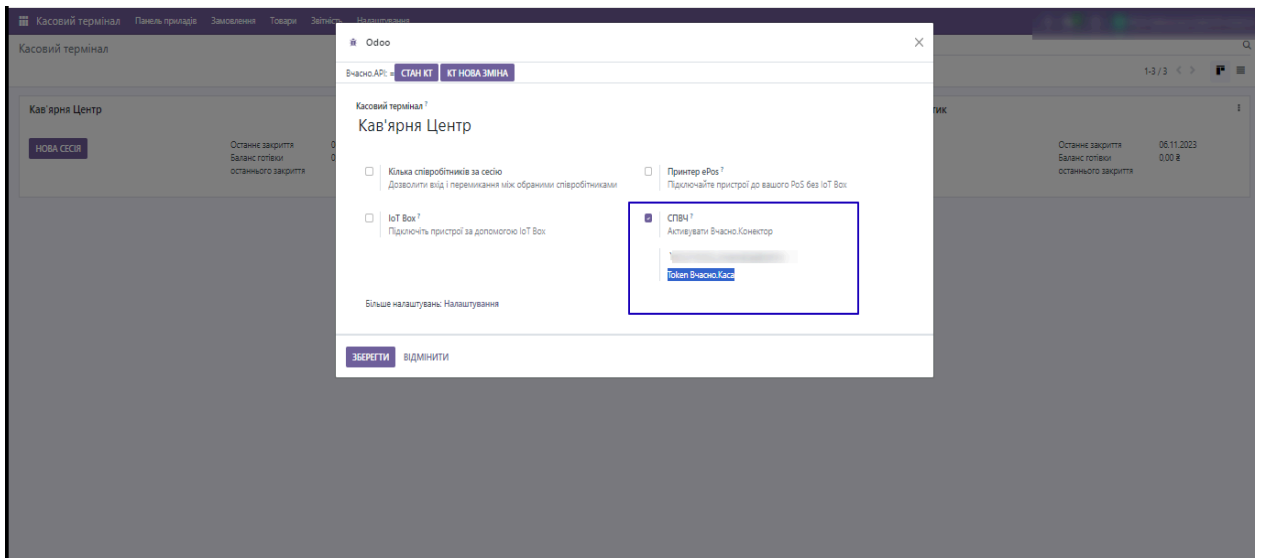 Касовий термінал Панель приладів Замовлення Товари Звітність Налаштування
Касовий термінал
1-3 / 3
Odoo
Вчасно.API: » СТАН КТ КТ НОВА ЗМІНА
Касовий термінал ?
Кав'ярня Центр
Кілька співробітників за сесію
Дозволити вхід і перемикання між обраними співробітниками
Принтер ePos ?
Підключайте пристрої до вашого PoS без IoT Box
IoT Box ?
Підключіть пристрої за допомогою IoT Box
СПВЧ ?
Активувати Вчасно.Конектор
Token Вчасно.Каса
Більше налаштувань: Налаштування
ЗБЕРЕГТИ ВІДМІНИТИ
Кав'ярня Центр
НОВА СЕСІЯ
Останнє закриття 0
Баланс готівки 0
останнього закриття
тик
Останнє закриття 06.11.2023
Баланс готівки 0.00 ₴
останнього закриття